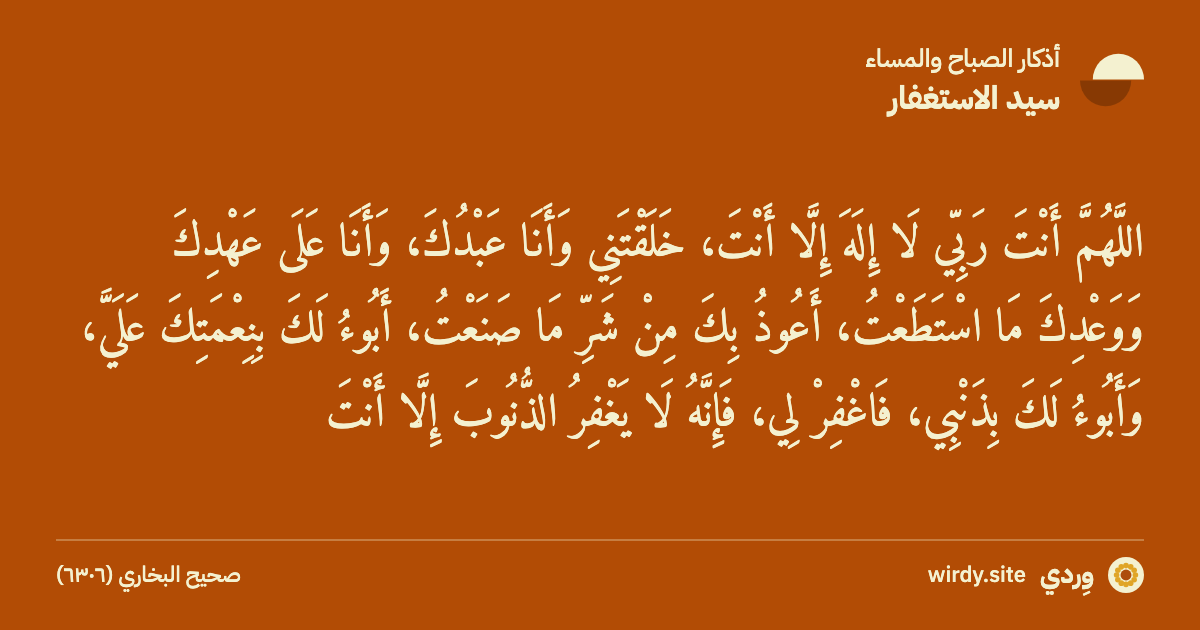 أذكار الصباح والمساء
سيد الاستغفار
اللَّهُمَّ أَنْتَ رَبِّي لَا إِلَهَ إِلَّا أَنْتَ، خَلَقْتَنِي وَأَنَا عَبْدُكَ، وَأَنَا عَلَى عَهْدِكَ
وَوَعْدِكَ مَا اسْتَطَعْتُ، أَعُوذُ بِكَ مِنْ شَرِّ مَا صَنَعْتُ، أَبُوءُ لَكَ بِنِعْمَتِكَ عَلَيَّ،
وَأَبُوءُ لَكَ بِذَنْبِي، فَاغْفِرْ لِي، فَإِنَّهُ لَا يَغْفِرُ الذُّنُوبَ إِلَّا أَنْتَ
وِردي wirdy.site
صحيح البخاري (٦٣٠٦)